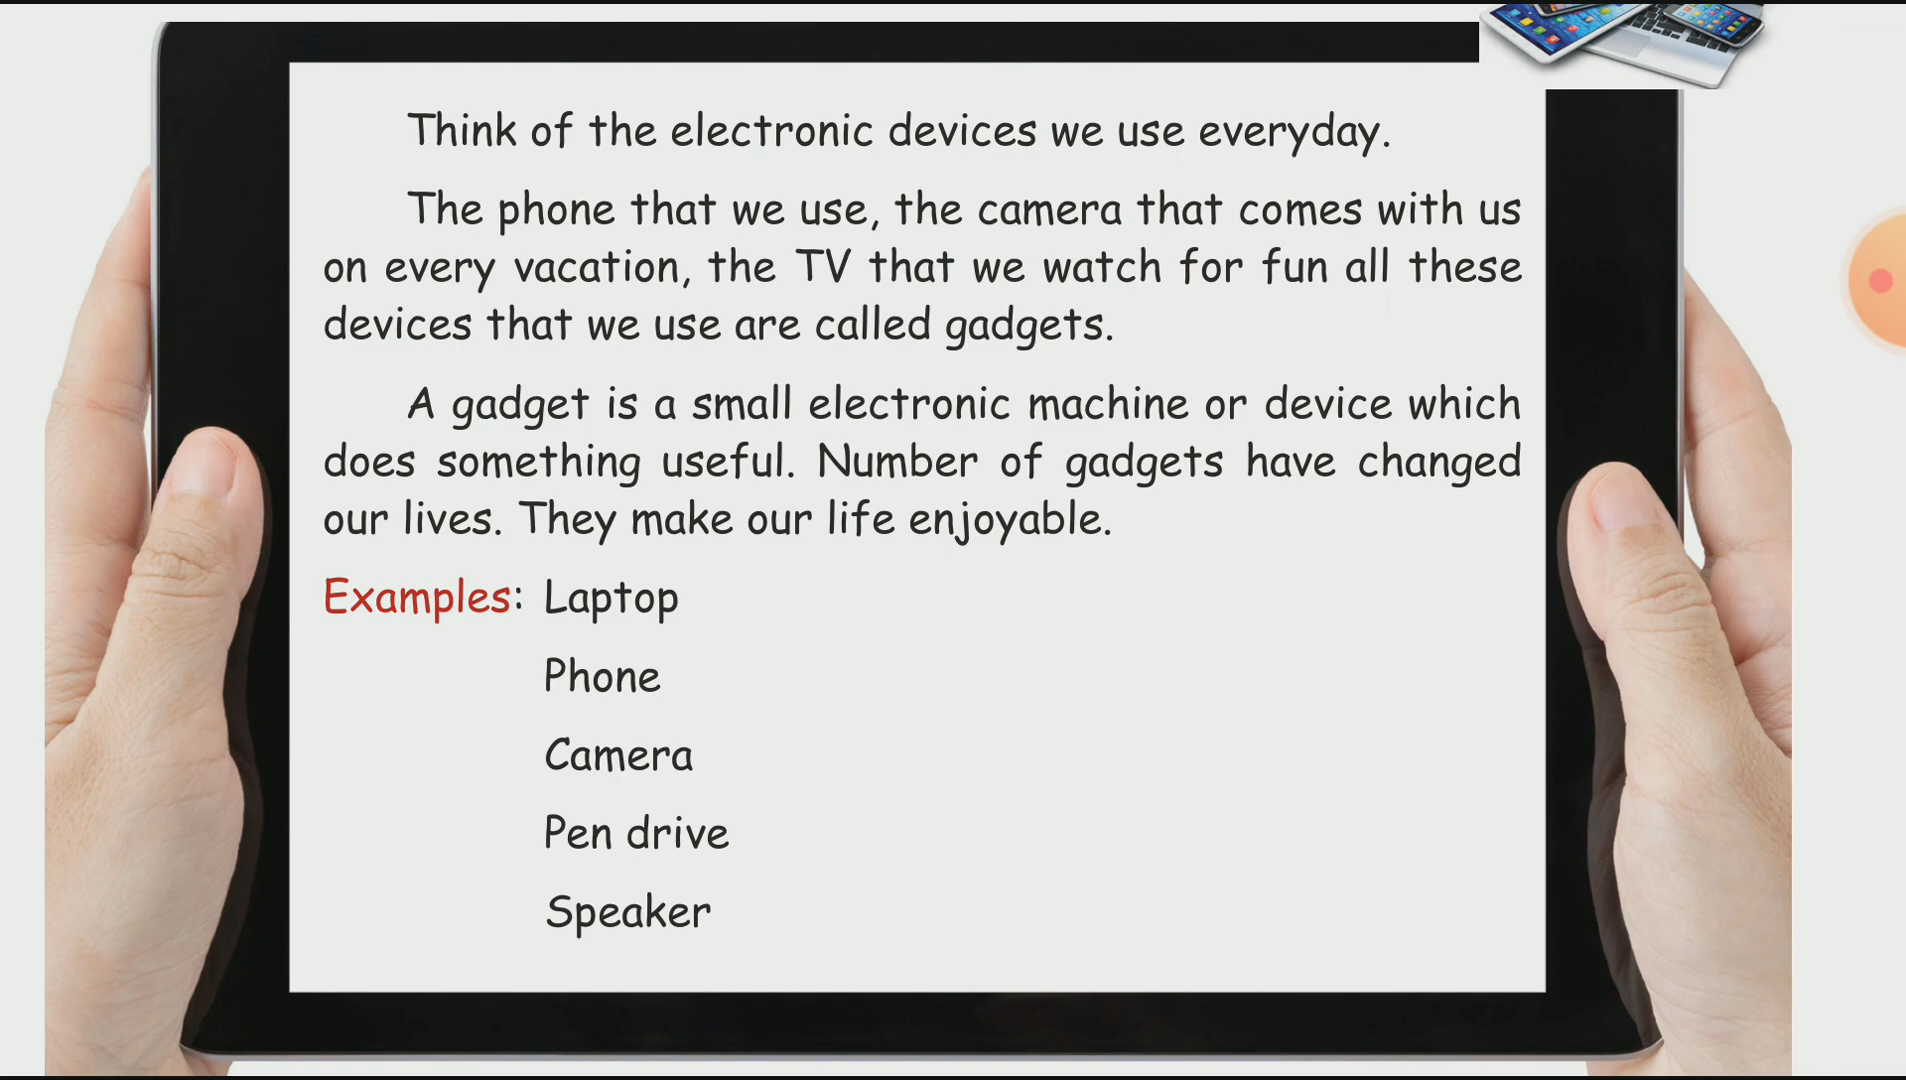 Think of the electronic devices we use everyday.
The phone that we use, the camera that comes with us
on every vacation, the TV that we watch for fun all these
devices that we use are called gadgets.
A gadget is a small electronic machine or device which
does something useful. Number of gadgets have changed
our lives. They make our life enjoyable.
Examples: Laptop
Phone
Camera
Pen drive
Speaker